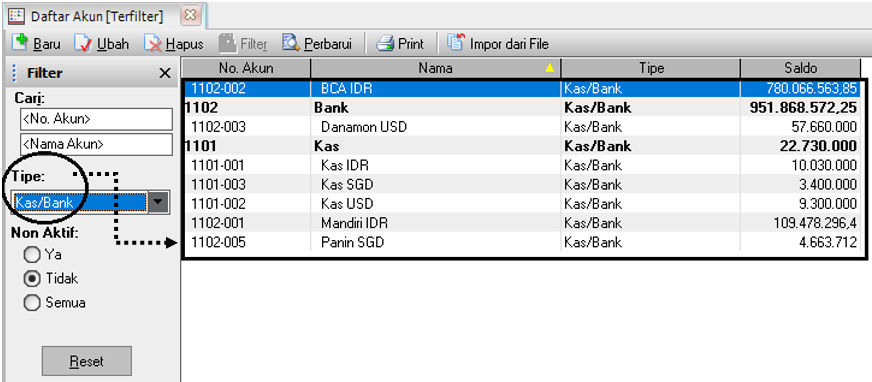 Daftar Akun [Terfilter]
Baru Ubah Hapus Filter Perbarui Print Impor dari File
Filter
Cari:
<No. Akun>
<Nama Akun>
Tipe:
Kas/Bank
Non Aktif:
Ya
Tidak
Semua
Reset
No. Akun Nama Tipe Saldo
1102-002 BCA IDR Kas/Bank 780.066.563,85
1102 Bank Kas/Bank 951.868.572,25
1102-003 Danamon USD Kas/Bank 57.660.000
1101 Kas Kas/Bank 22.730.000
1101-001 Kas IDR Kas/Bank 10.030.000
1101-003 Kas SGD Kas/Bank 3.400.000
1101-002 Kas USD Kas/Bank 9.300.000
1102-001 Mandiri IDR Kas/Bank 109.478.296,4
1102-005 Panin SGD Kas/Bank 4.663.712